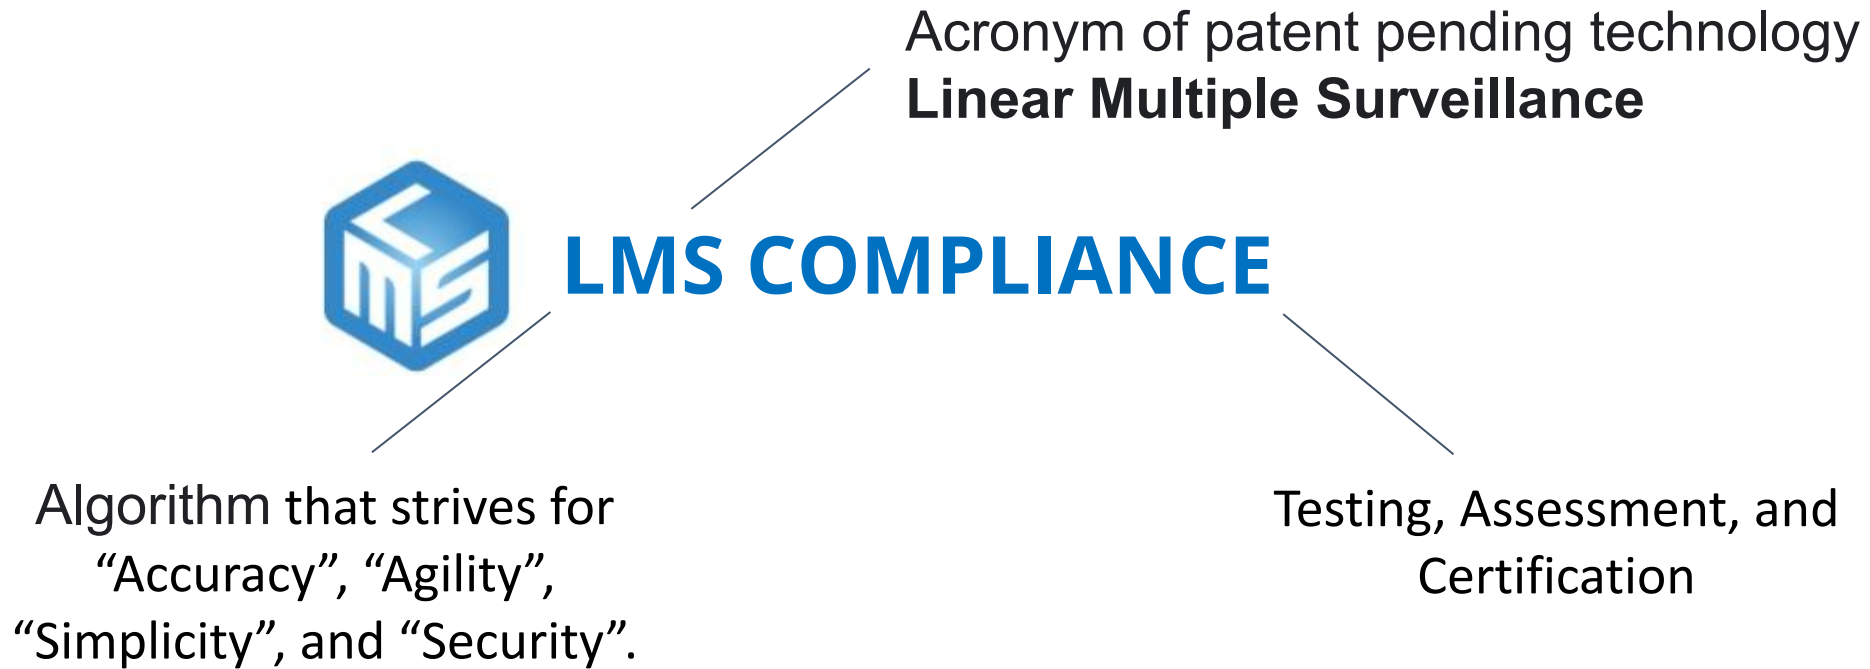 Acronym of patent pending technology
Linear Multiple Surveillance
LMS
LMS COMPLIANCE
Algorithm that strives for
“Accuracy”, “Agility”,
“Simplicity”, and “Security”.
Testing, Assessment, and
Certification